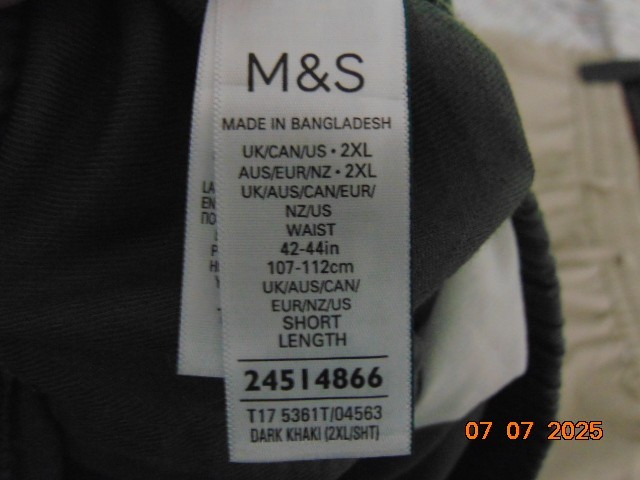 M&S
MADE IN BANGLADESH
UK/CAN/US • 2XL
AUS/EUR/NZ • 2XL
UK/AUS/CAN/EUR/
NZ/US
WAIST
42-44in
107-112cm
UK/AUS/CAN/
EUR/NZ/US
SHORT
LENGTH
24514866
T17 5361T/04563
DARK KHAKI (2XL/SHT)
07 07 2025